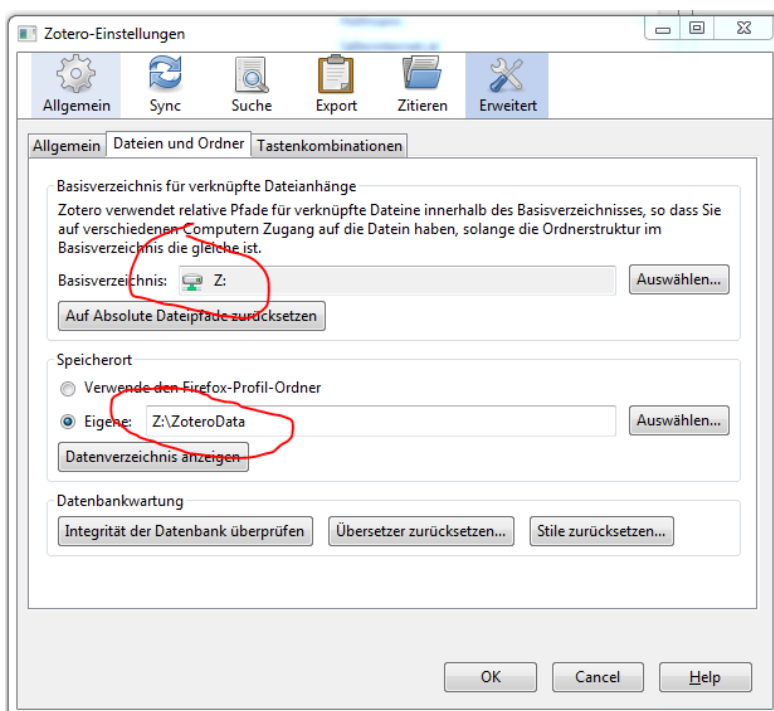 Zotero-Einstellungen
Allgemein Sync Suche Export Zitieren Erweitert
Allgemein Dateien und Ordner Tastenkombinationen
Basisverzeichnis für verknüpfte Dateianhänge
Zotero verwendet relative Pfade für verknüpfte Dateine innerhalb des Basisverzeichnisses, so dass Sie
auf verschiedenen Computern Zugang auf die Datein haben, solange die Ordnerstruktur im
Basisverzeichnis die gleiche ist.
Basisverzeichnis: Z: Auswählen...
Auf Absolute Dateipfade zurücksetzen
Speicherort
Verwende den Firefox-Profil-Ordner
Eigene: Z:\ZoteroData Auswählen...
Datenverzeichnis anzeigen
Datenbankwartung
Integrität der Datenbank überprüfen Übersetzer zurücksetzen... Stile zurücksetzen...
OK Cancel Help